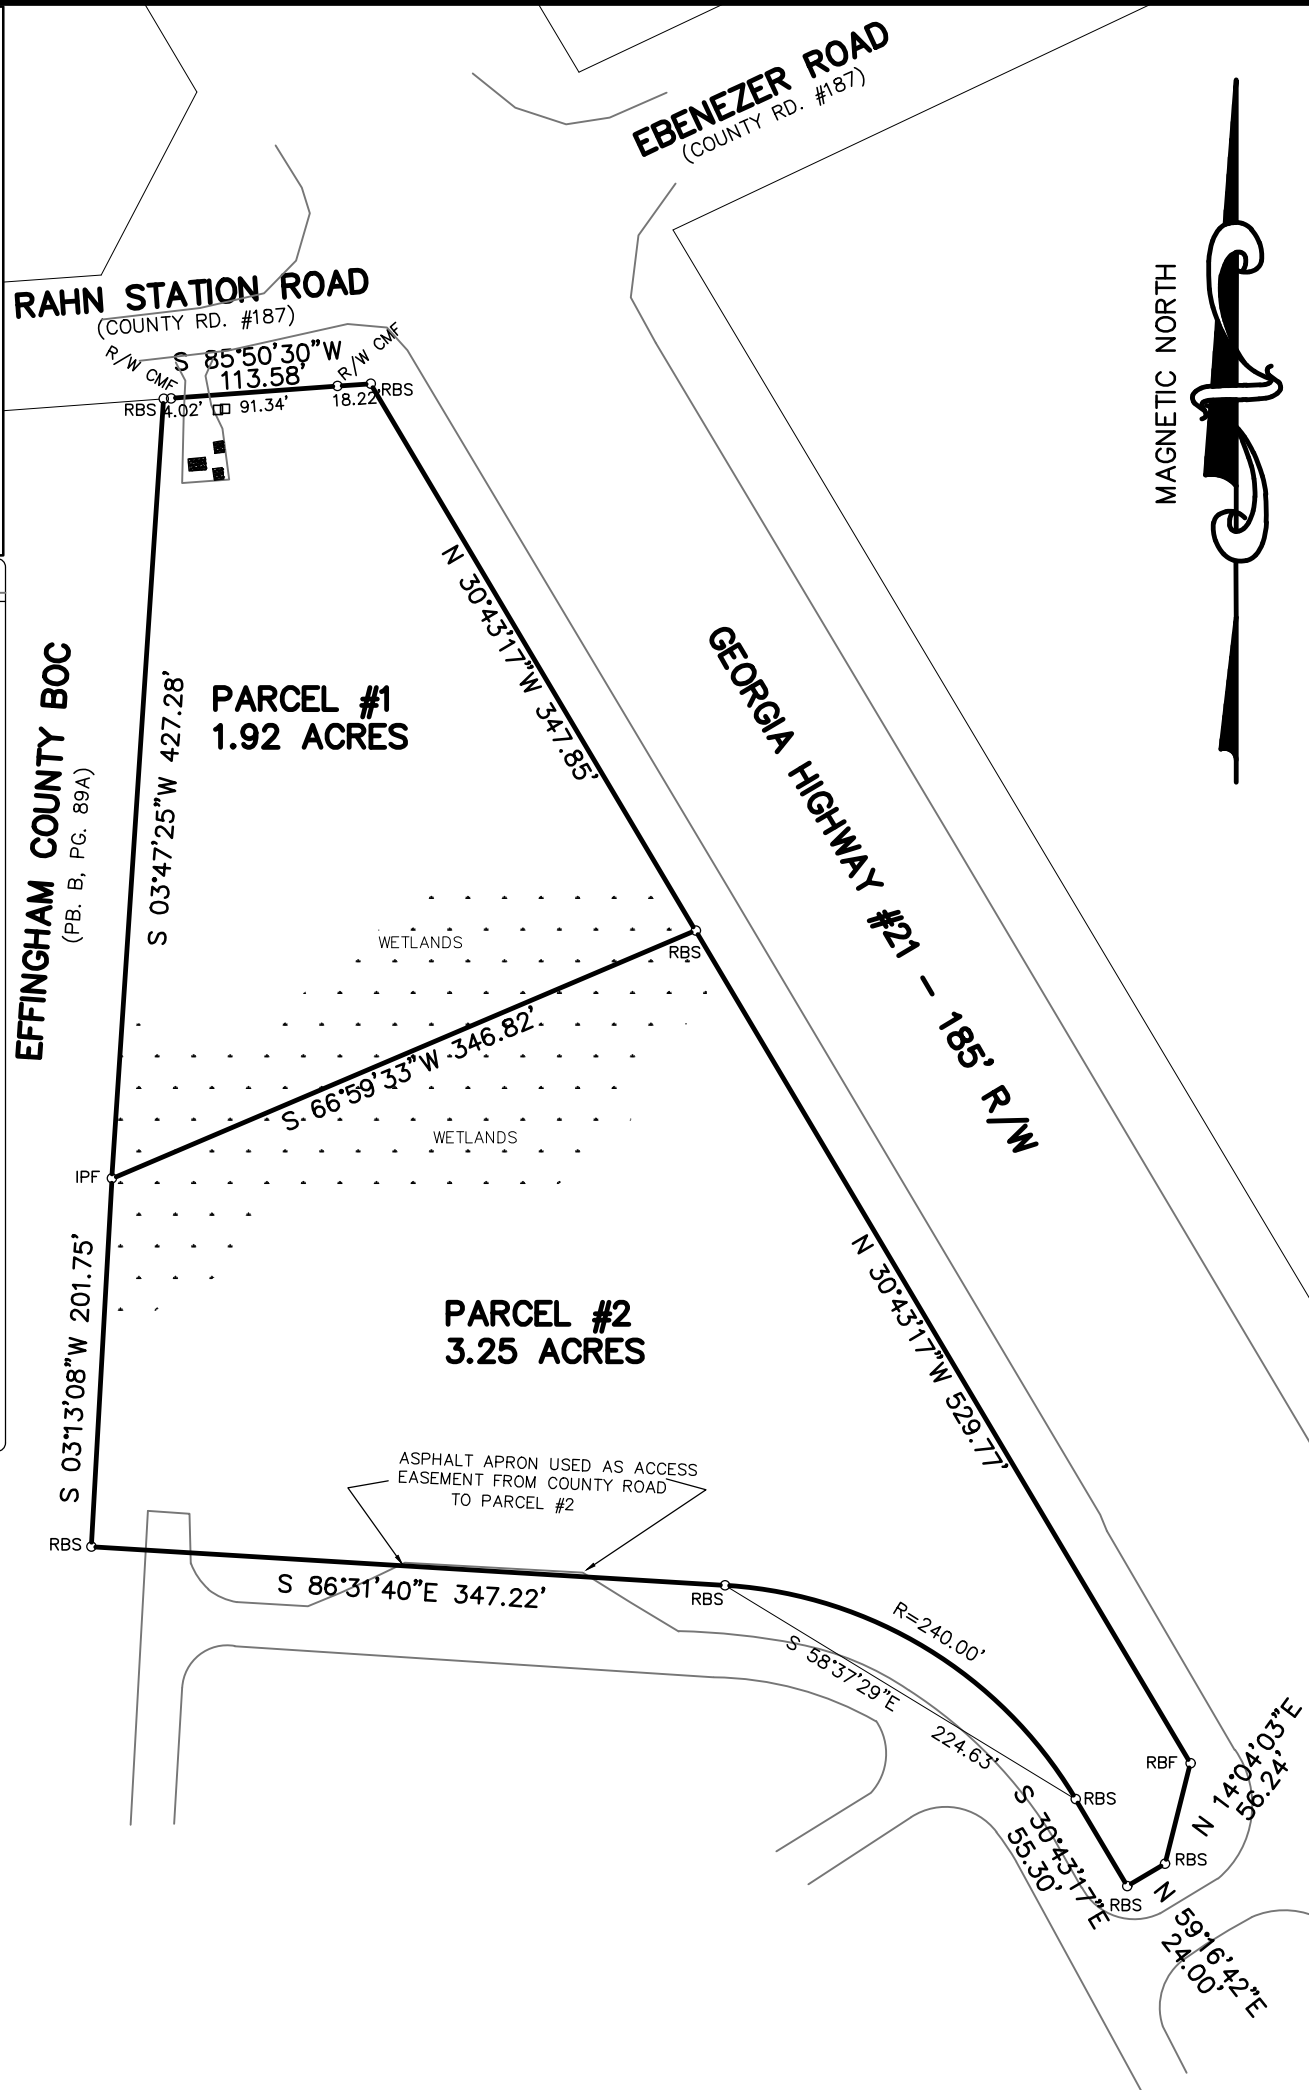 EBENEZER ROAD
(COUNTY RD. #187)
MAGNETIC NORTH
RAHN STATION ROAD
(COUNTY RD. #187)
R/W CMF
S 85°50'30"W
113.58'
R/W CMF
RBS
RBS
4.02'
91.34'
18.22'
N 30°43'17"W 347.85'
GEORGIA HIGHWAY #21 - 185' R/W
EFFINGHAM COUNTY BOC
(PB. B, PG. 89A)
S 03°47'25"W 427.28'
PARCEL #1
1.92 ACRES
WETLANDS
RBS
S 66°59'33"W 346.82'
WETLANDS
IPF
S 03°13'08"W 201.75'
N 30°43'17"W 529.77'
PARCEL #2
3.25 ACRES
ASPHALT APRON USED AS ACCESS
EASEMENT FROM COUNTY ROAD
TO PARCEL #2
RBS
S 86°31'40"E 347.22'
RBS
R=240.00'
S 58°37'29"E 224.63'
RBF
N 14°04'03"E
56.24'
RBS
S 30°43'17"E
55.30'
RBS
RBS
N 59°16'42"E
24.00'